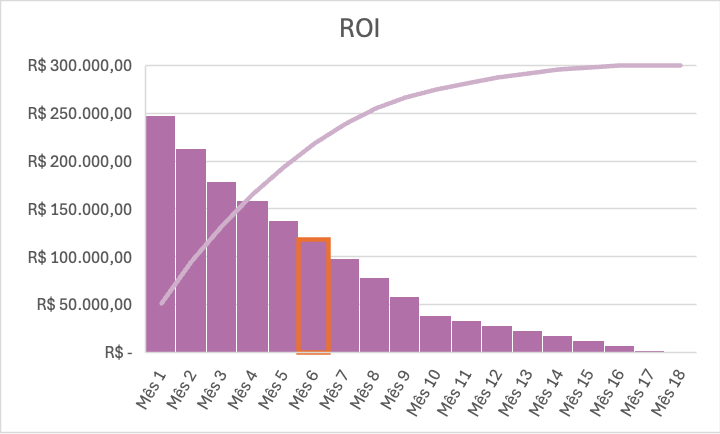 ROI
R$ 300.000,00
R$ 250.000,00
R$ 200.000,00
R$ 150.000,00
R$ 100.000,00
R$ 50.000,00
R$ -
Mês 1
Mês 2
Mês 3
Mês 4
Mês 5
Mês 6
Mês 7
Mês 8
Mês 9
Mês 10
Mês 11
Mês 12
Mês 13
Mês 14
Mês 15
Mês 16
Mês 17
Mês 18